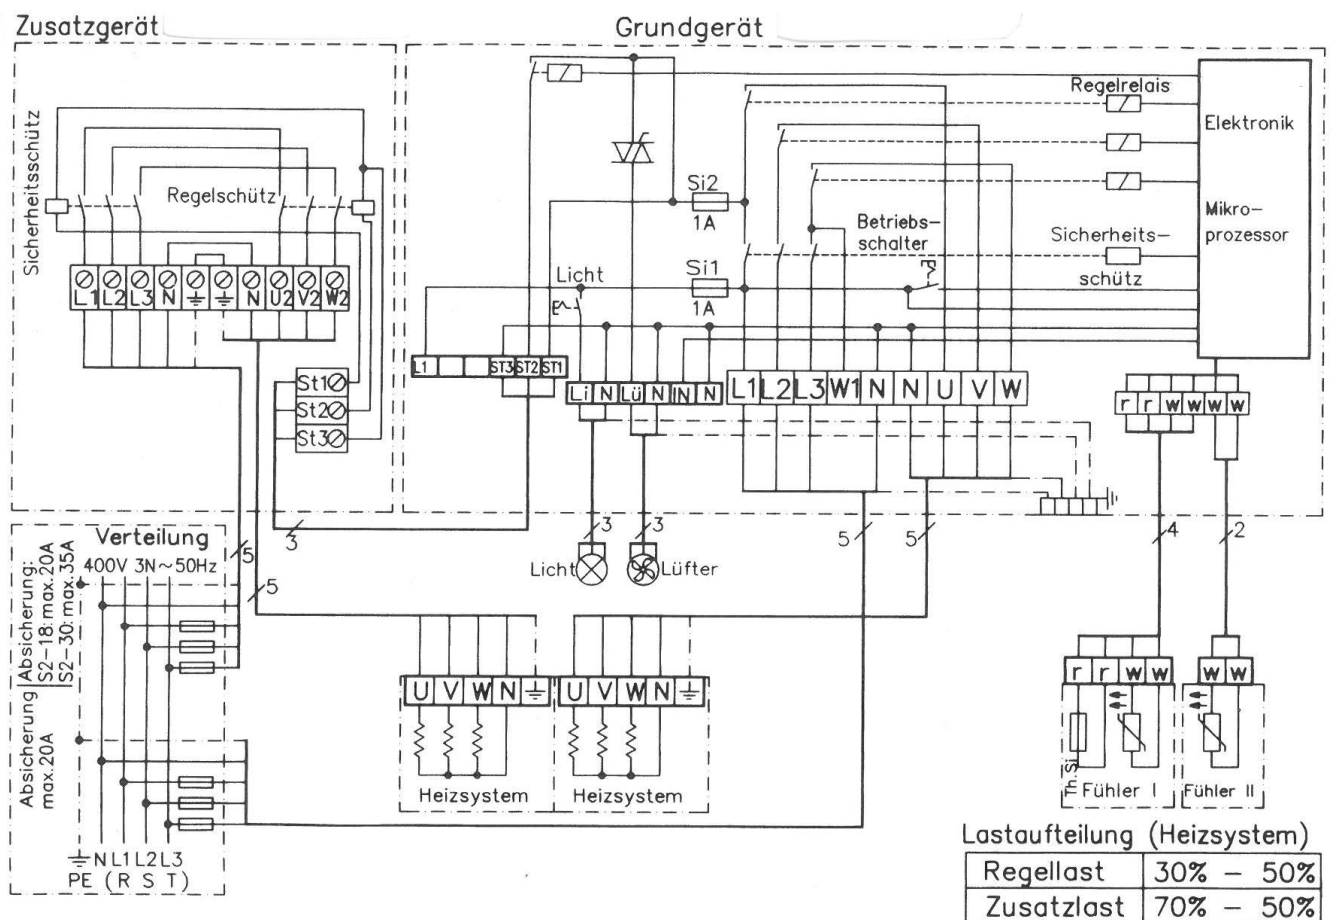 Zusatzgerät
Grundgerät
Sicherheitsschütz
Regelschütz
L1 L2 L3 N N U2 V2 W2
St1
St2
St3
Regelrelais
Elektronik
Mikro-
prozessor
Si2
1A
Betriebs-
schalter
Sicherheits-
schütz
Licht
Si1
1A
L1 ST3 ST2 ST1
Li N Lü N IN N
L1 L2 L3 W1 N N U V W
r r w w w w
3
3
3
5
5
4
2
5
5
Licht
Lüfter
Verteilung
400V 3N~50Hz
Absicherung:
S2-18:max.20A
S2-30:max.35A
Absicherung
max.20A
N L1 L2 L3
PE (R S T)
U V W N
Heizsystem
U V W N
Heizsystem
r r w w
Th.Si
Fühler I
w w
Fühler II
Lastaufteilung (Heizsystem)
Regellast 30% – 50%
Zusatzlast 70% – 50%